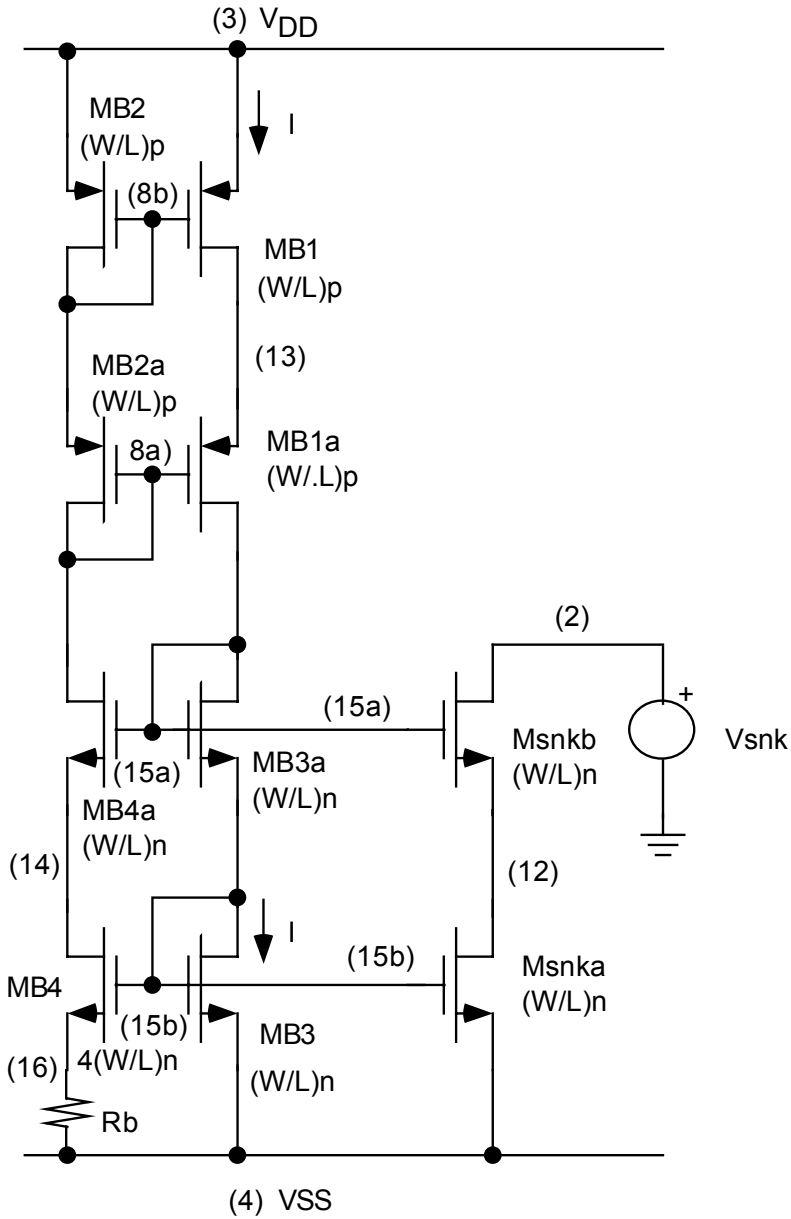 (3) VDD
MB2
(W/L)p
I
(8b)
MB1
(W/L)p
(13)
MB2a
(W/L)p
8a)
MB1a
(W/.L)p
(2)
(15a)
+
Msnkb
(W/L)n
Vsnk
(15a)
MB3a
(W/L)n
MB4a
(W/L)n
(14)
(12)
I
(15b)
Msnka
(W/L)n
MB4
(15b)
4(W/L)n
MB3
(W/L)n
(16)
Rb
(4) VSS